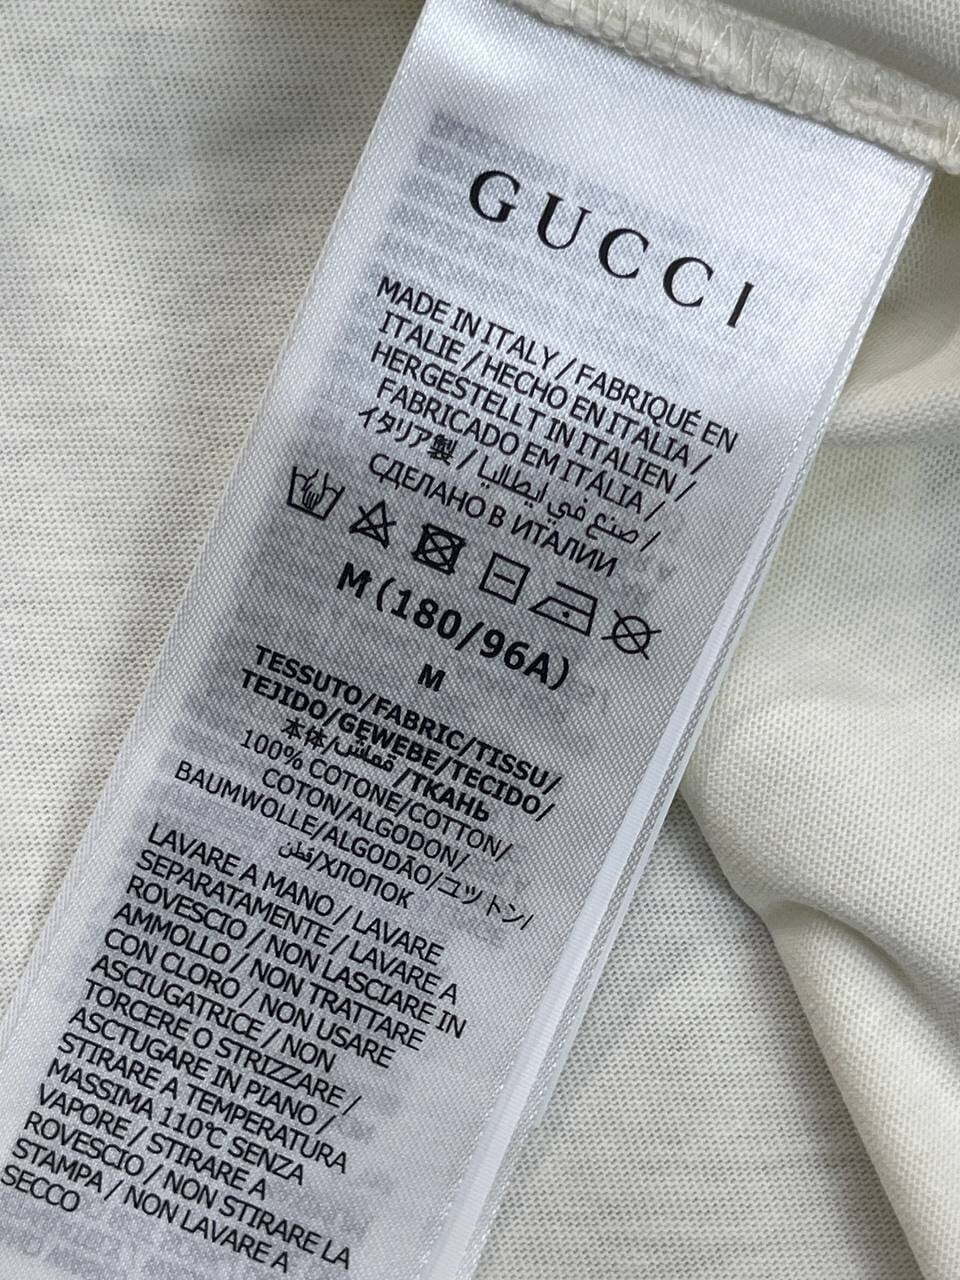 GUCCI
MADE IN ITALY / FABRIQUÉ EN
ITALIE / HECHO EN ITALIA /
HERGESTELLT IN ITALIEN /
FABRICADO EM ITÁLIA /
イタリア製 / صنع في ايطاليا /
СДЕЛАНО В ИТАЛИИ
M (180/96A)
M
TESSUTO/FABRIC/TISSU/
TEJIDO/GEWEBE/TECIDO/
本体/قماش/ТКАНЬ
100% COTONE/COTTON/
COTON/ALGODON/
BAUMWOLLE/ALGODÃO/ユットン/
قطن/ХЛОПОК
LAVARE A MANO / LAVARE
SEPARATAMENTE / LAVARE A
ROVESCIO / NON LASCIARE IN
AMMOLLO / NON TRATTARE
CON CLORO / NON USARE
ASCIUGATRICE / NON
TORCERE O STRIZZARE /
ASCTUGARE IN PIANO /
STIRARE A TEMPERATURA
MASSIMA 110℃ SENZA
VAPORE / STIRARE A
ROVESCIO / NON STIRARE LA
STAMPA / NON LAVARE A
SECCO